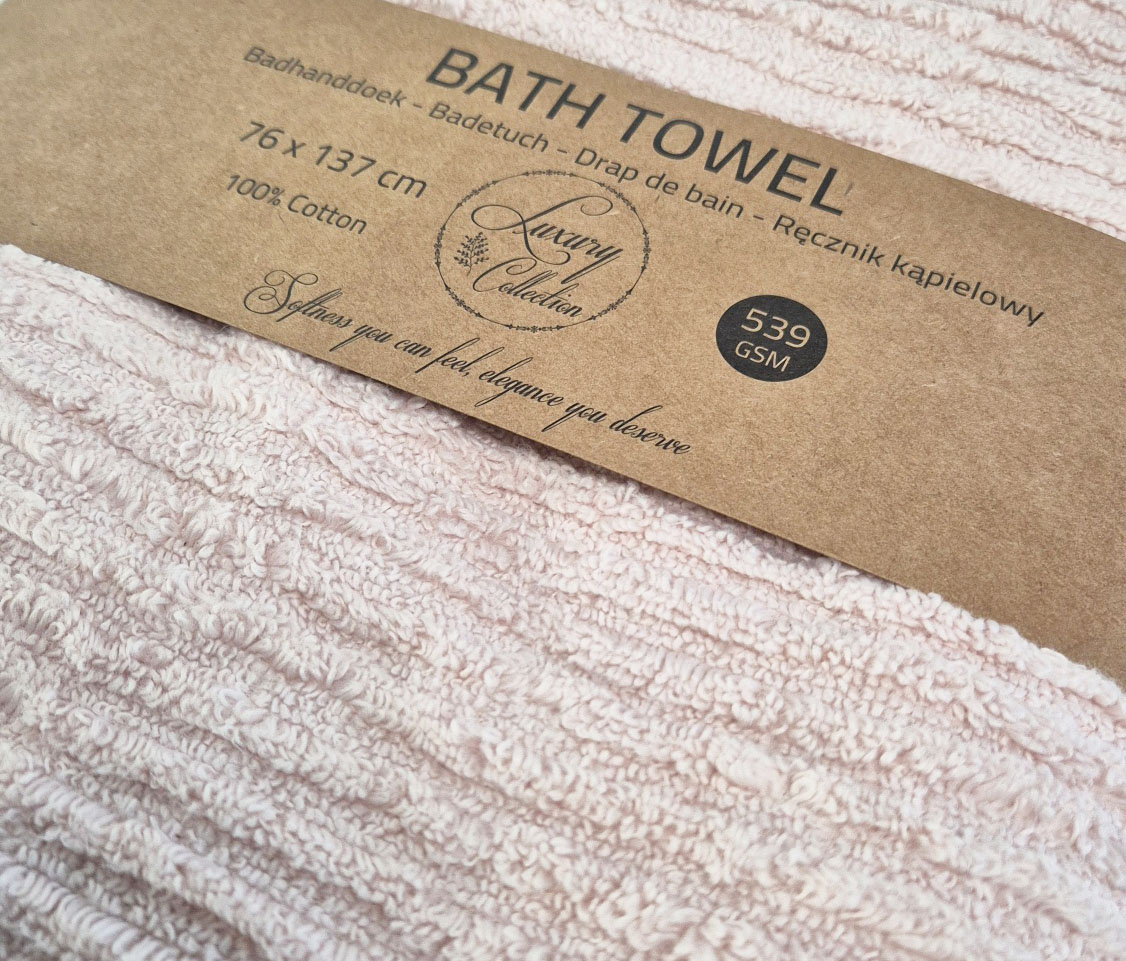 BATH TOWEL
Badhanddoek - Badetuch - Drap de bain - Ręcznik kąpielowy
76 x 137 cm
100% Cotton
Luxury
Collection
539
GSM
Softness you can feel, elegance you deserve